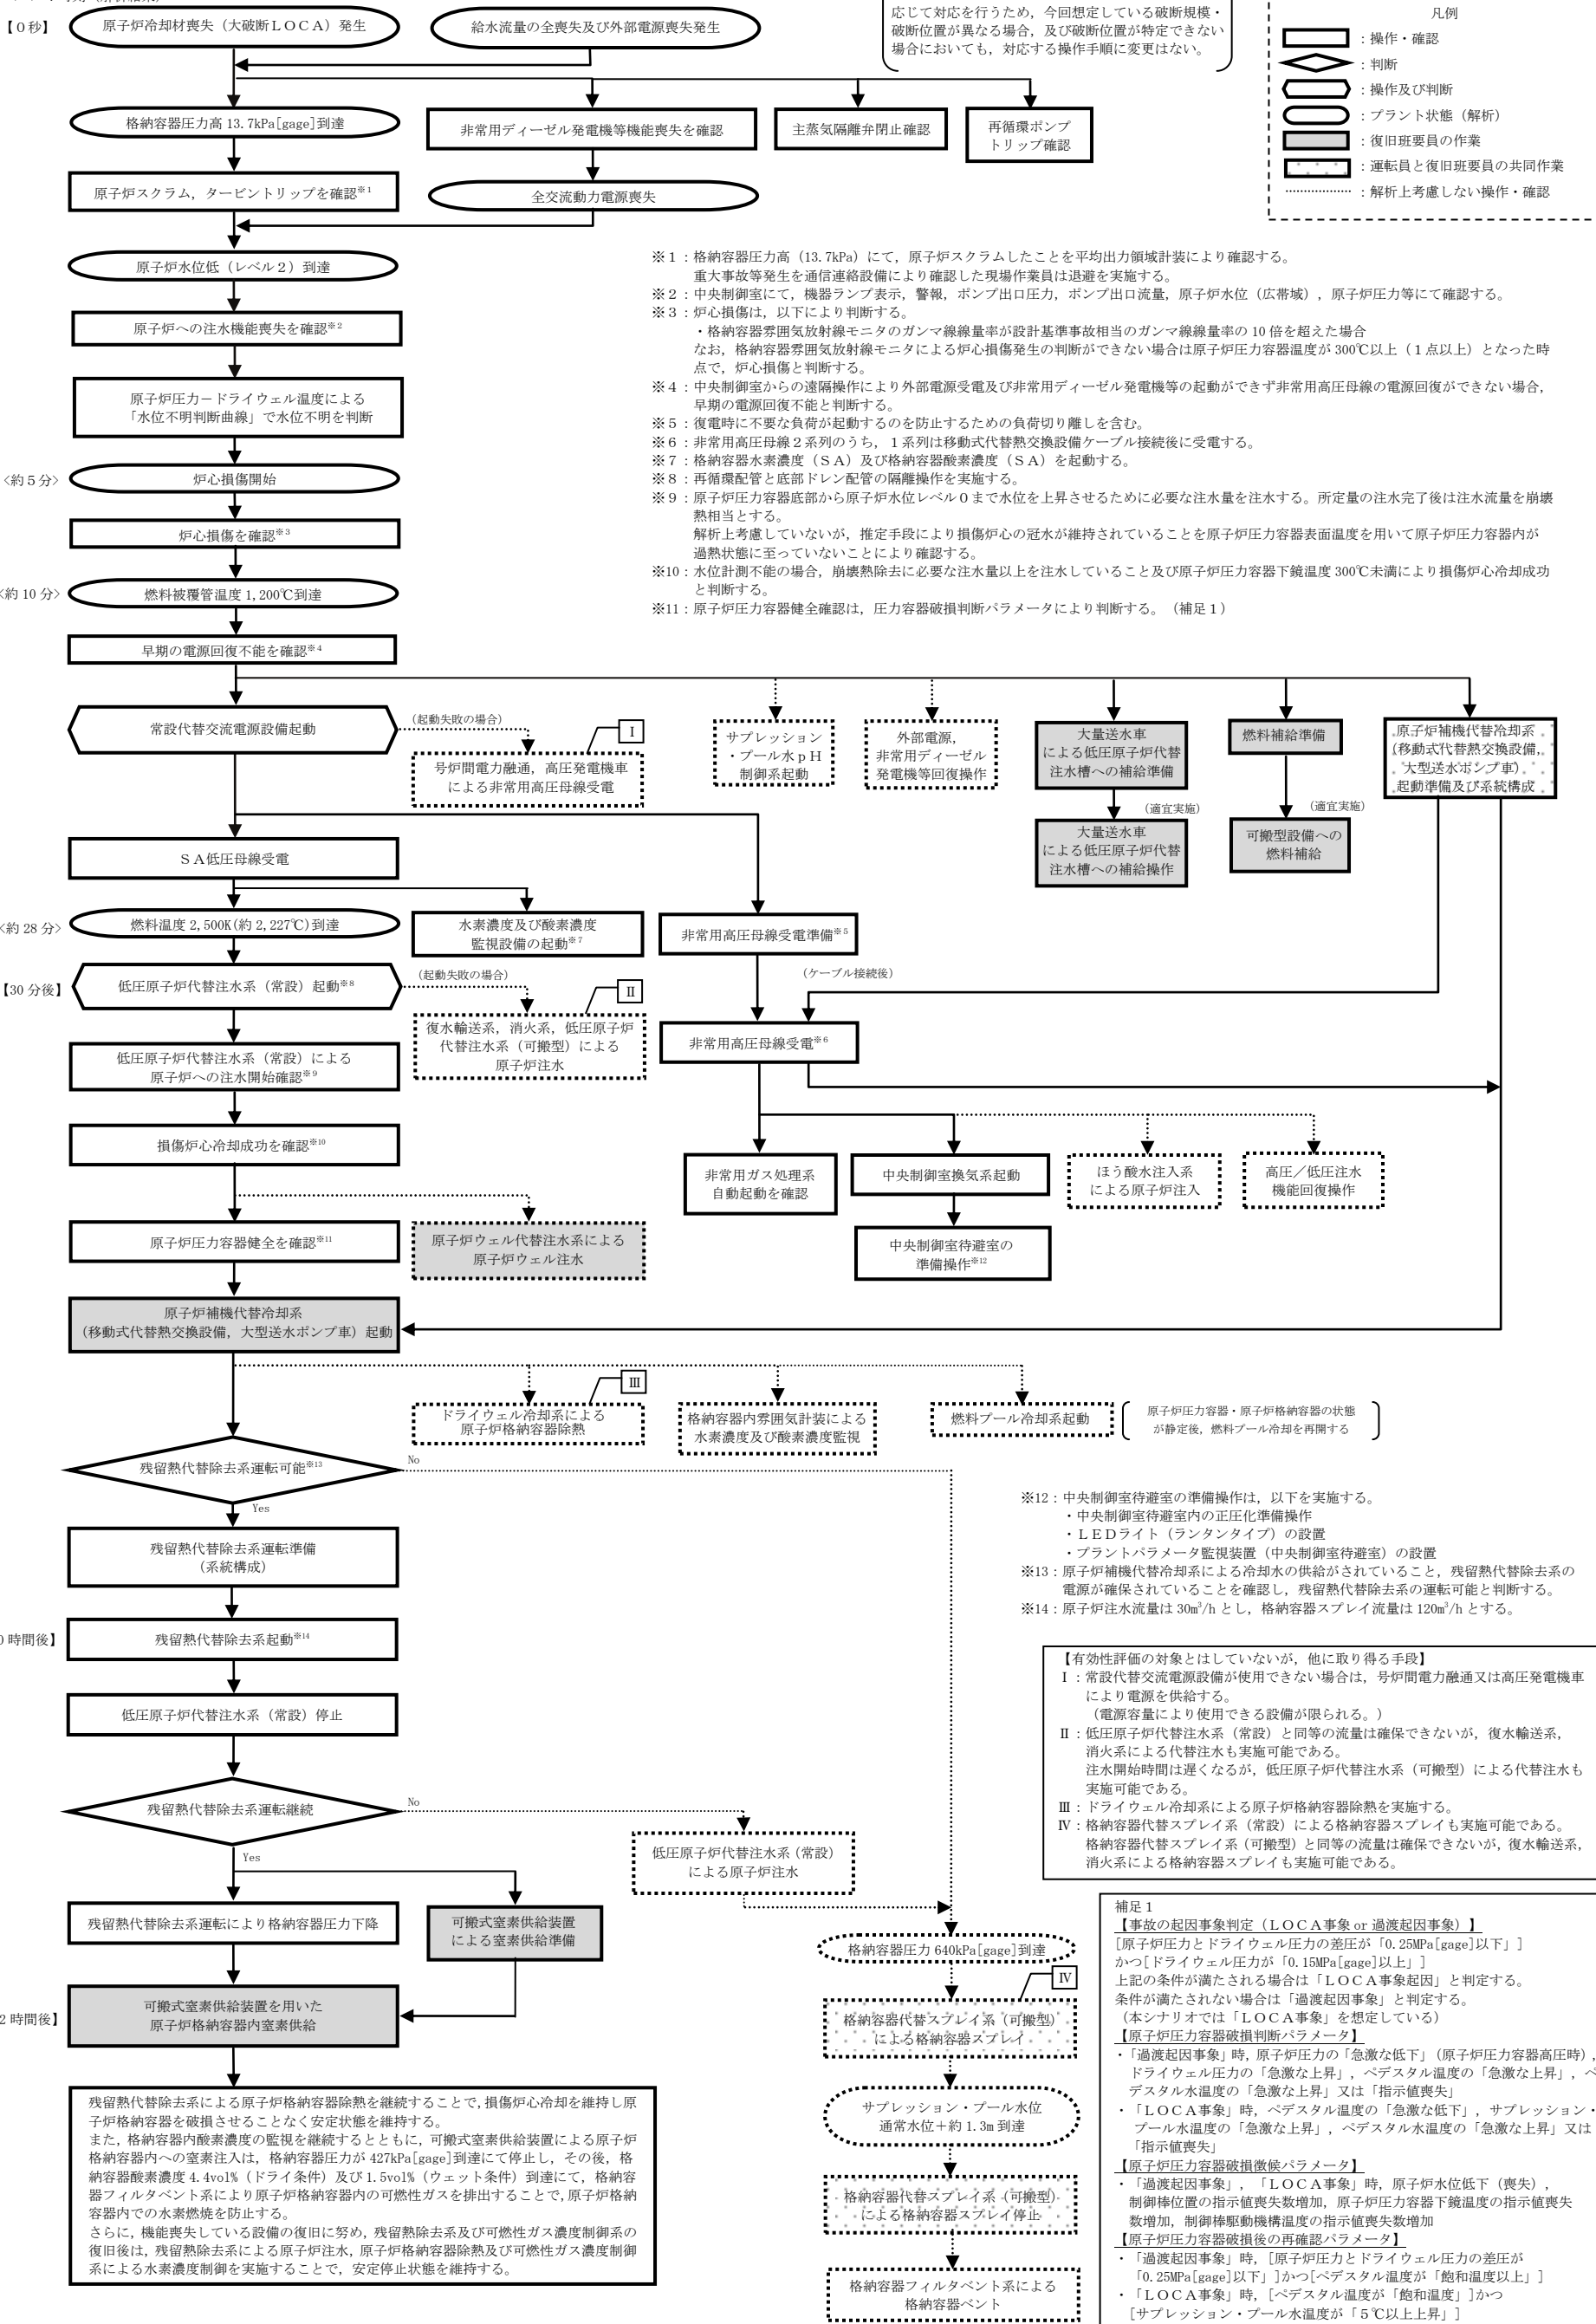 【0秒】
原子炉冷却材喪失（大破断ＬＯＣＡ）発生
給水流量の全喪失及び外部電源喪失発生
応じて対応を行うため，今回想定している破断規模・
破断位置が異なる場合，及び破断位置が特定できない
場合においても，対応する操作手順に変更はない。
凡例
：操作・確認
：判断
：操作及び判断
：プラント状態（解析）
：復旧班要員の作業
：運転員と復旧班要員の共同作業
：解析上考慮しない操作・確認
格納容器圧力高 13.7kPa[gage]到達
非常用ディーゼル発電機等機能喪失を確認
主蒸気隔離弁閉止確認
再循環ポンプ
トリップ確認
原子炉スクラム，タービントリップを確認※1
全交流動力電源喪失
原子炉水位低（レベル２）到達
原子炉への注水機能喪失を確認※2
原子炉圧力－ドライウェル温度による
「水位不明判断曲線」で水位不明を判断
〈約５分〉
炉心損傷開始
炉心損傷を確認※3
〈約 10 分〉
燃料被覆管温度 1,200℃到達
早期の電源回復不能を確認※4
※１：格納容器圧力高（13.7kPa）にて，原子炉スクラムしたことを平均出力領域計装により確認する。
重大事故等発生を通信連絡設備により確認した現場作業員は退避を実施する。
※２：中央制御室にて，機器ランプ表示，警報，ポンプ出口圧力，ポンプ出口流量，原子炉水位（広帯域），原子炉圧力等にて確認する。
※３：炉心損傷は，以下により判断する。
・格納容器雰囲気放射線モニタのガンマ線線量率が設計基準事故相当のガンマ線線量率の 10 倍を超えた場合
なお，格納容器雰囲気放射線モニタによる炉心損傷発生の判断ができない場合は原子炉圧力容器温度が 300℃以上（１点以上）となった時
点で，炉心損傷と判断する。
※４：中央制御室からの遠隔操作により外部電源受電及び非常用ディーゼル発電機等の起動ができず非常用高圧母線の電源回復ができない場合，
早期の電源回復不能と判断する。
※５：復電時に不要な負荷が起動するのを防止するための負荷切り離しを含む。
※６：非常用高圧母線２系列のうち，１系列は移動式代替熱交換設備ケーブル接続後に受電する。
※７：格納容器水素濃度（ＳＡ）及び格納容器酸素濃度（ＳＡ）を起動する。
※８：再循環配管と底部ドレン配管の隔離操作を実施する。
※９：原子炉圧力容器底部から原子炉水位レベル０まで水位を上昇させるために必要な注水量を注水する。所定量の注水完了後は注水流量を崩壊
熱相当とする。
解析上考慮していないが，推定手段により損傷炉心の冠水が維持されていることを原子炉圧力容器表面温度を用いて原子炉圧力容器内が
過熱状態に至っていないことにより確認する。
※10：水位計測不能の場合，崩壊熱除去に必要な注水量以上を注水していること及び原子炉圧力容器下鏡温度 300℃未満により損傷炉心冷却成功
と判断する。
※11：原子炉圧力容器健全確認は，圧力容器破損判断パラメータにより判断する。（補足１）
常設代替交流電源設備起動
（起動失敗の場合）
Ⅰ
号炉間電力融通，高圧発電機車
による非常用高圧母線受電
サプレッション
・プール水ｐＨ
制御系起動
外部電源，
非常用ディーゼル
発電機等回復操作
大量送水車
による低圧原子炉代替
注水槽への補給準備
（適宜実施）
大量送水車
による低圧原子炉代替
注水槽への補給操作
燃料補給準備
（適宜実施）
可搬型設備への
燃料補給
原子炉補機代替冷却系
（移動式代替熱交換設備，
大型送水ポンプ車）
起動準備及び系統構成
ＳＡ低圧母線受電
〈約 28 分〉
燃料温度 2,500K(約 2,227℃)到達
水素濃度及び酸素濃度
監視設備の起動※7
非常用高圧母線受電準備※5
（ケーブル接続後）
【30 分後】
低圧原子炉代替注水系（常設）起動※8
（起動失敗の場合）
Ⅱ
復水輸送系，消火系，低圧原子炉
代替注水系（可搬型）による
原子炉注水
非常用高圧母線受電※6
低圧原子炉代替注水系（常設）による
原子炉への注水開始確認※9
損傷炉心冷却成功を確認※10
非常用ガス処理系
自動起動を確認
中央制御室換気系起動
ほう酸水注入系
による原子炉注入
高圧／低圧注水
機能回復操作
中央制御室待避室の
準備操作※12
原子炉圧力容器健全を確認※11
原子炉ウェル代替注水系による
原子炉ウェル注水
原子炉補機代替冷却系
（移動式代替熱交換設備，大型送水ポンプ車）起動
Ⅲ
ドライウェル冷却系による
原子炉格納容器除熱
格納容器内雰囲気計装による
水素濃度及び酸素濃度監視
燃料プール冷却系起動
原子炉圧力容器・原子炉格納容器の状態
が静定後，燃料プール冷却を再開する
残留熱代替除去系運転可能※13
No
Yes
※12：中央制御室待避室の準備操作は，以下を実施する。
・中央制御室待避室内の正圧化準備操作
・ＬＥＤライト（ランタンタイプ）の設置
・プラントパラメータ監視装置（中央制御室待避室）の設置
※13：原子炉補機代替冷却系による冷却水の供給がされていること，残留熱代替除去系の
電源が確保されていることを確認し，残留熱代替除去系の運転可能と判断する。
※14：原子炉注水流量は 30m³/h とし，格納容器スプレイ流量は 120m³/h とする。
残留熱代替除去系運転準備
（系統構成）
時間後】
残留熱代替除去系起動※14
低圧原子炉代替注水系（常設）停止
残留熱代替除去系運転継続
No
Yes
低圧原子炉代替注水系（常設）
による原子炉注水
【有効性評価の対象とはしていないが，他に取り得る手段】
Ⅰ：常設代替交流電源設備が使用できない場合は，号炉間電力融通又は高圧発電機車
により電源を供給する。
（電源容量により使用できる設備が限られる。）
Ⅱ：低圧原子炉代替注水系（常設）と同等の流量は確保できないが，復水輸送系，
消火系による代替注水も実施可能である。
注水開始時間は遅くなるが，低圧原子炉代替注水系（可搬型）による代替注水も
実施可能である。
Ⅲ：ドライウェル冷却系による原子炉格納容器除熱を実施する。
Ⅳ：格納容器代替スプレイ系（常設）による格納容器スプレイも実施可能である。
格納容器代替スプレイ系（可搬型）と同等の流量は確保できないが，復水輸送系，
消火系による格納容器スプレイも実施可能である。
残留熱代替除去系運転により格納容器圧力下降
可搬式窒素供給装置
による窒素供給準備
2 時間後】
可搬式窒素供給装置を用いた
原子炉格納容器内窒素供給
格納容器圧力 640kPa[gage]到達
Ⅳ
格納容器代替スプレイ系（可搬型）
による格納容器スプレイ
サプレッション・プール水位
通常水位＋約 1.3m 到達
格納容器代替スプレイ系（可搬型）
による格納容器スプレイ停止
格納容器フィルタベント系による
格納容器ベント
残留熱代替除去系による原子炉格納容器除熱を継続することで，損傷炉心冷却を維持し原
子炉格納容器を破損させることなく安定状態を維持する。
また，格納容器内酸素濃度の監視を継続するとともに，可搬式窒素供給装置による原子炉
格納容器内への窒素注入は，格納容器圧力が 427kPa[gage]到達にて停止し，その後，格
納容器酸素濃度 4.4vol%（ドライ条件）及び 1.5vol%（ウェット条件）到達にて，格納容
器フィルタベント系により原子炉格納容器内の可燃性ガスを排出することで，原子炉格納
容器内での水素燃焼を防止する。
さらに，機能喪失している設備の復旧に努め，残留熱除去系及び可燃性ガス濃度制御系の
復旧後は，残留熱除去系による原子炉注水，原子炉格納容器除熱及び可燃性ガス濃度制御
系による水素濃度制御を実施することで，安定停止状態を維持する。
補足１
【事故の起因事象判定（ＬＯＣＡ事象 or 過渡起因事象）】
[原子炉圧力とドライウェル圧力の差圧が「0.25MPa[gage]以下」]
かつ[ドライウェル圧力が「0.15MPa[gage]以上」]
上記の条件が満たされる場合は「ＬＯＣＡ事象起因」と判定する。
条件が満たされない場合は「過渡起因事象」と判定する。
（本シナリオでは「ＬＯＣＡ事象」を想定している）
【原子炉圧力容器破損判断パラメータ】
・「過渡起因事象」時，原子炉圧力の「急激な低下」（原子炉圧力容器高圧時），
ドライウェル圧力の「急激な上昇」，ペデスタル温度の「急激な上昇」，ペ
デスタル水温度の「急激な上昇」又は「指示値喪失」
・「ＬＯＣＡ事象」時，ペデスタル温度の「急激な低下」，サプレッション・
プール水温度の「急激な上昇」，ペデスタル水温度の「急激な上昇」又は
「指示値喪失」
【原子炉圧力容器破損徴候パラメータ】
・「過渡起因事象」，「ＬＯＣＡ事象」時，原子炉水位低下（喪失），
制御棒位置の指示値喪失数増加，原子炉圧力容器下鏡温度の指示値喪失
数増加，制御棒駆動機構温度の指示値喪失数増加
【原子炉圧力容器破損後の再確認パラメータ】
・「過渡起因事象」時，[原子炉圧力とドライウェル圧力の差圧が
「0.25MPa[gage]以下」]かつ[ペデスタル温度が「飽和温度以上」]
・「ＬＯＣＡ事象」時，[ペデスタル温度が「飽和温度」]かつ
[サプレッション・プール水温度が「５℃以上上昇」]